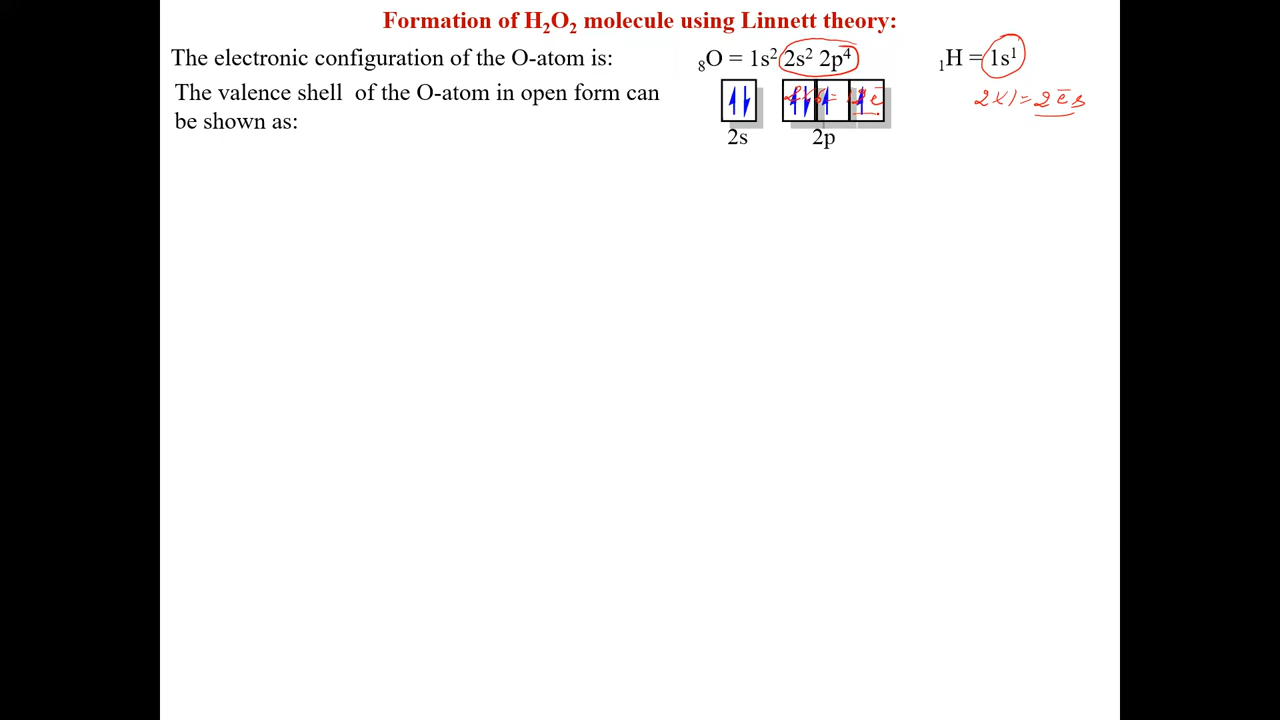 Formation of H₂O₂ molecule using Linnett theory:
The electronic configuration of the O-atom is: ₈O = 1s² 2s² 2p⁴ ₁H = 1s¹
The valence shell of the O-atom in open form can
be shown as:
2×1=2 ēs
2s 2p